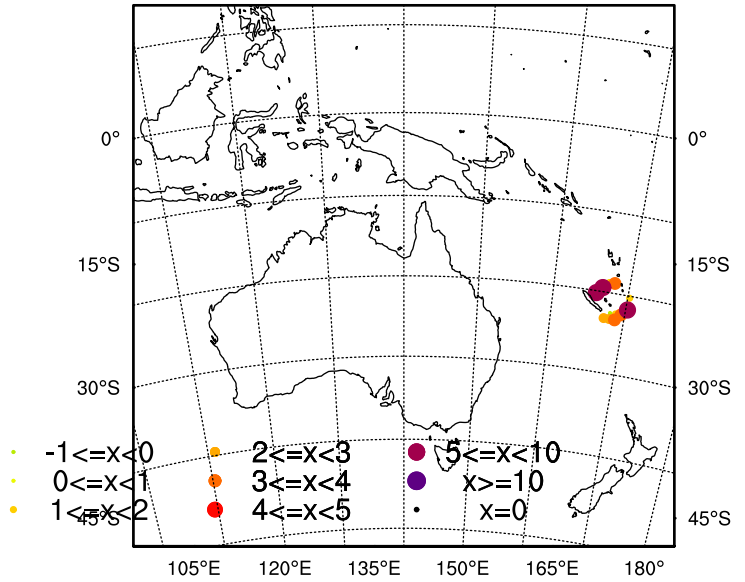 0° 0°
15°S 15°S
30°S 30°S
-1<=x<0 2<=x<3 5<=x<10
0<=x<1 3<=x<4 x>=10
1<=x<2 4<=x<5 x=0
45°S 45°S
105°E 120°E 135°E 150°E 165°E 180°